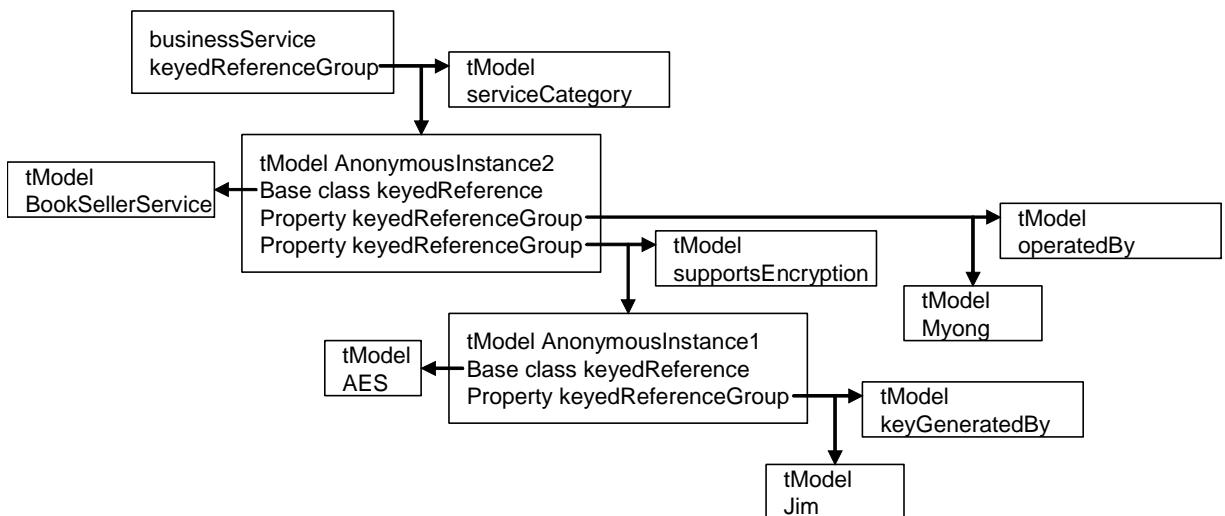 businessService
keyedReferenceGroup
tModel
serviceCategory
tModel AnonymousInstance2
Base class keyedReference
Property keyedReferenceGroup
Property keyedReferenceGroup
tModel
BookSellerService
tModel
operatedBy
tModel
supportsEncryption
tModel
Myong
tModel AnonymousInstance1
Base class keyedReference
Property keyedReferenceGroup
tModel
AES
tModel
keyGeneratedBy
tModel
Jim